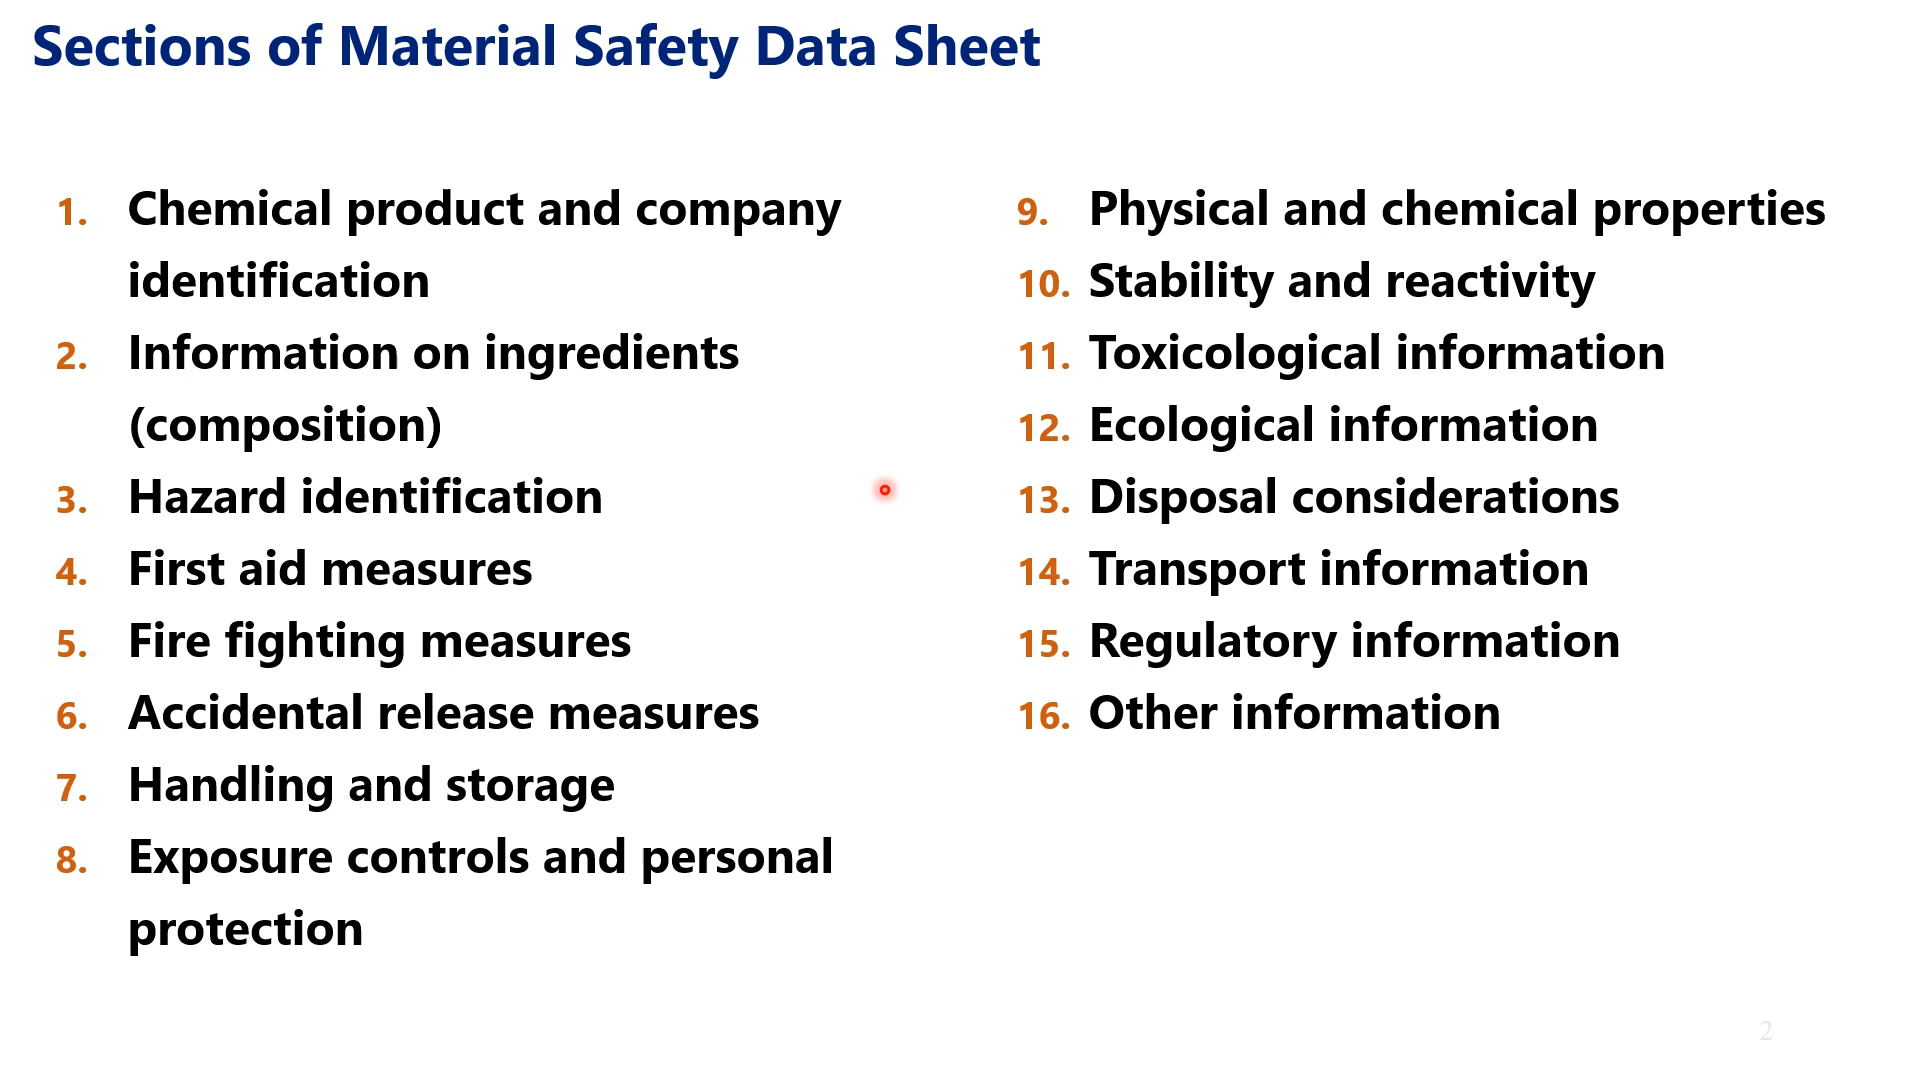 Sections of Material Safety Data Sheet
1. Chemical product and company
identification
2. Information on ingredients
(composition)
3. Hazard identification
4. First aid measures
5. Fire fighting measures
6. Accidental release measures
7. Handling and storage
8. Exposure controls and personal
protection
9. Physical and chemical properties
10. Stability and reactivity
11. Toxicological information
12. Ecological information
13. Disposal considerations
14. Transport information
15. Regulatory information
16. Other information
2